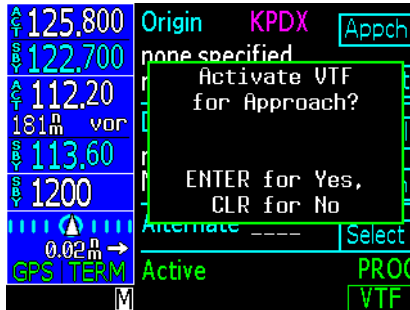 ACT 125.800
SBY 122.700
ACT 112.20
181 vor
SBY 113.60
SBY 1200
0.02
GPS TERM
M
Origin KPDX Appch
none specified
Activate VTF
for Approach?
ENTER for Yes,
CLR for No
Alternate ____ Select
Active PROC
VTF